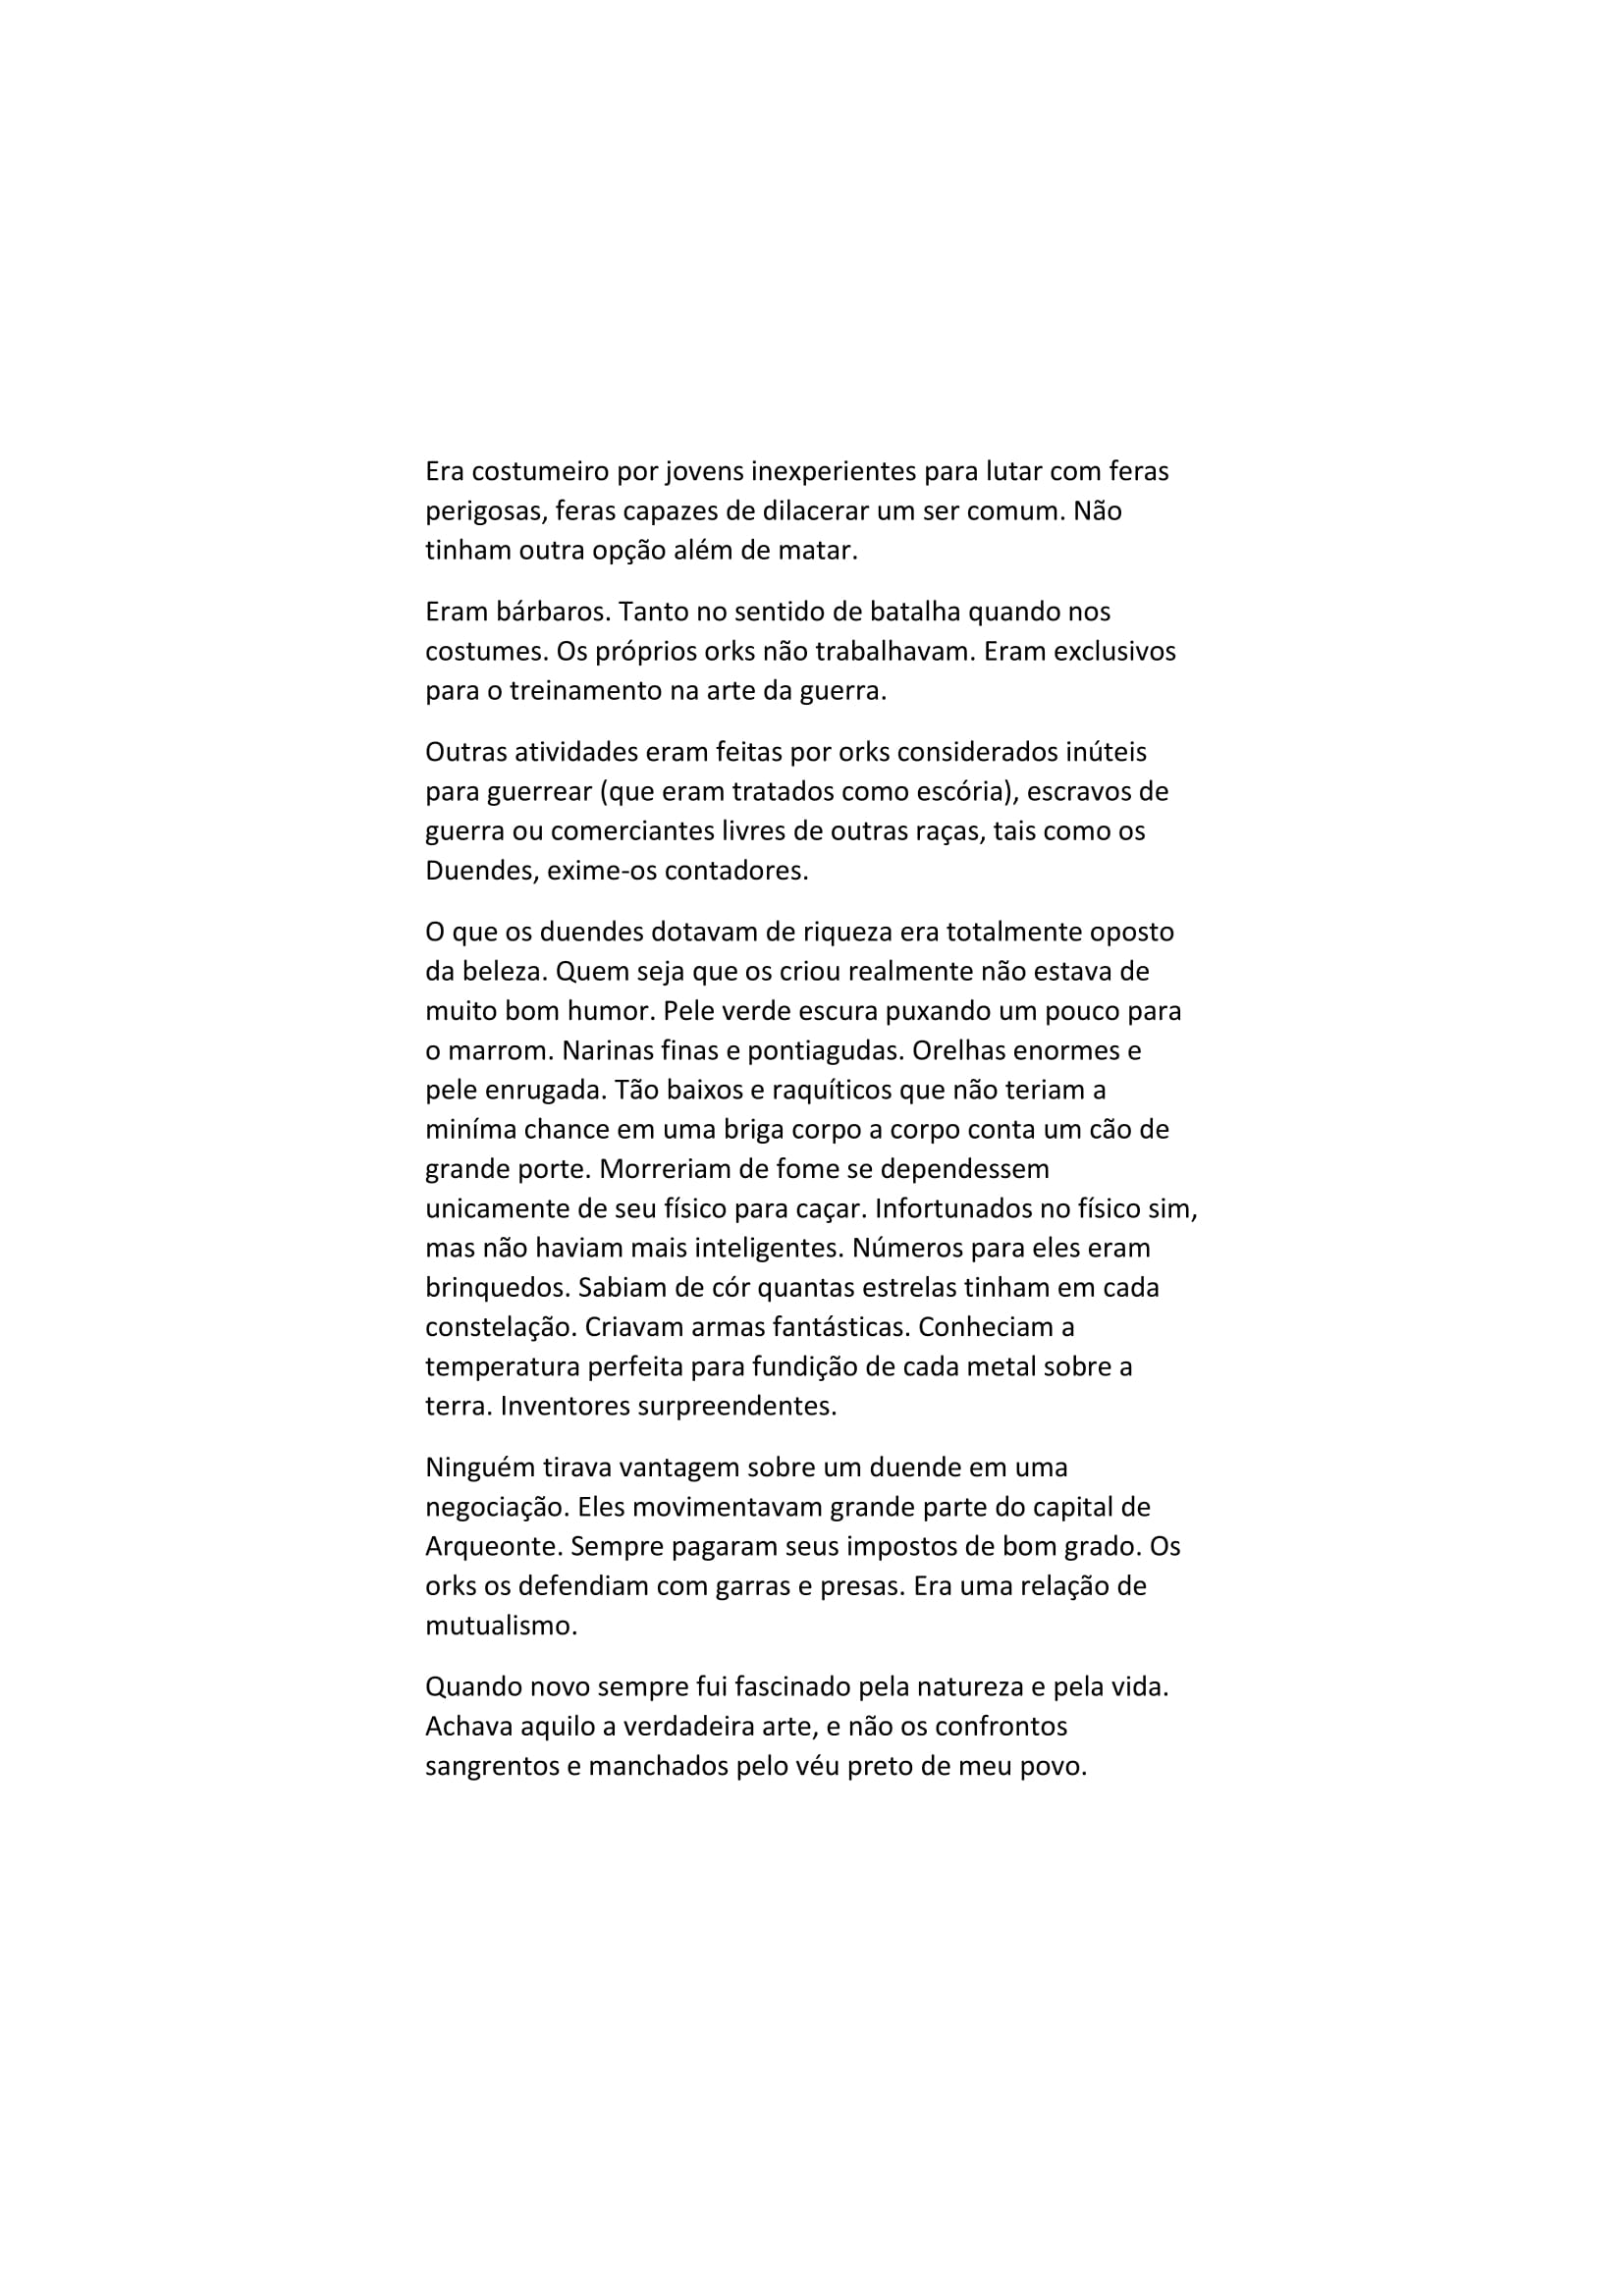 Era costumeiro por jovens inexperientes para lutar com feras
perigosas, feras capazes de dilacerar um ser comum. Não
tinham outra opção além de matar.
Eram bárbaros. Tanto no sentido de batalha quando nos
costumes. Os próprios orks não trabalhavam. Eram exclusivos
para o treinamento na arte da guerra.
Outras atividades eram feitas por orks considerados inúteis
para guerrear (que eram tratados como escória), escravos de
guerra ou comerciantes livres de outras raças, tais como os
Duendes, exime-os contadores.
O que os duendes dotavam de riqueza era totalmente oposto
da beleza. Quem seja que os criou realmente não estava de
muito bom humor. Pele verde escura puxando um pouco para
o marrom. Narinas finas e pontiagudas. Orelhas enormes e
pele enrugada. Tão baixos e raquíticos que não teriam a
miníma chance em uma briga corpo a corpo conta um cão de
grande porte. Morreriam de fome se dependessem
unicamente de seu físico para caçar. Infortunados no físico sim,
mas não haviam mais inteligentes. Números para eles eram
brinquedos. Sabiam de cór quantas estrelas tinham em cada
constelação. Criavam armas fantásticas. Conheciam a
temperatura perfeita para fundição de cada metal sobre a
terra. Inventores surpreendentes.
Ninguém tirava vantagem sobre um duende em uma
negociação. Eles movimentavam grande parte do capital de
Arqueonte. Sempre pagaram seus impostos de bom grado. Os
orks os defendiam com garras e presas. Era uma relação de
mutualismo.
Quando novo sempre fui fascinado pela natureza e pela vida.
Achava aquilo a verdadeira arte, e não os confrontos
sangrentos e manchados pelo véu preto de meu povo.